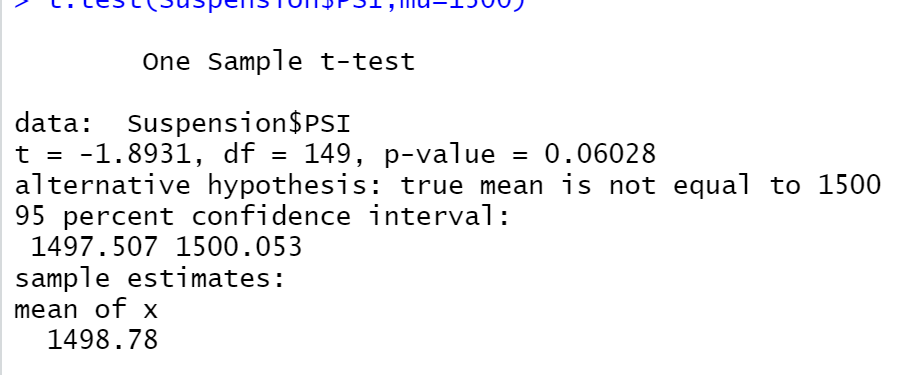 > t.test(Suspension$PSI,mu=1500)
One Sample t-test
data:  Suspension$PSI
t = -1.8931, df = 149, p-value = 0.06028
alternative hypothesis: true mean is not equal to 1500
95 percent confidence interval:
1497.507 1500.053
sample estimates:
mean of x
1498.78